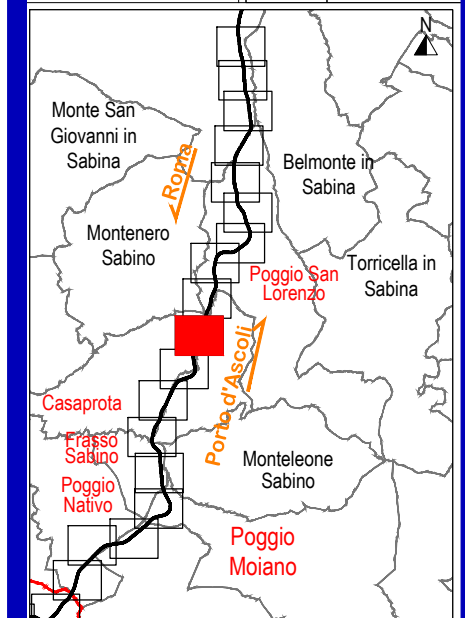 N
Monte San
Giovanni in
Sabina
Roma
Belmonte in
Sabina
Montenero
Sabino
Poggio San
Lorenzo
Torricella in
Sabina
Porto d'Ascoli
Casaprota
Frasso
Sabino
Monteleone
Sabino
Poggio
Nativo
Poggio
Moiano